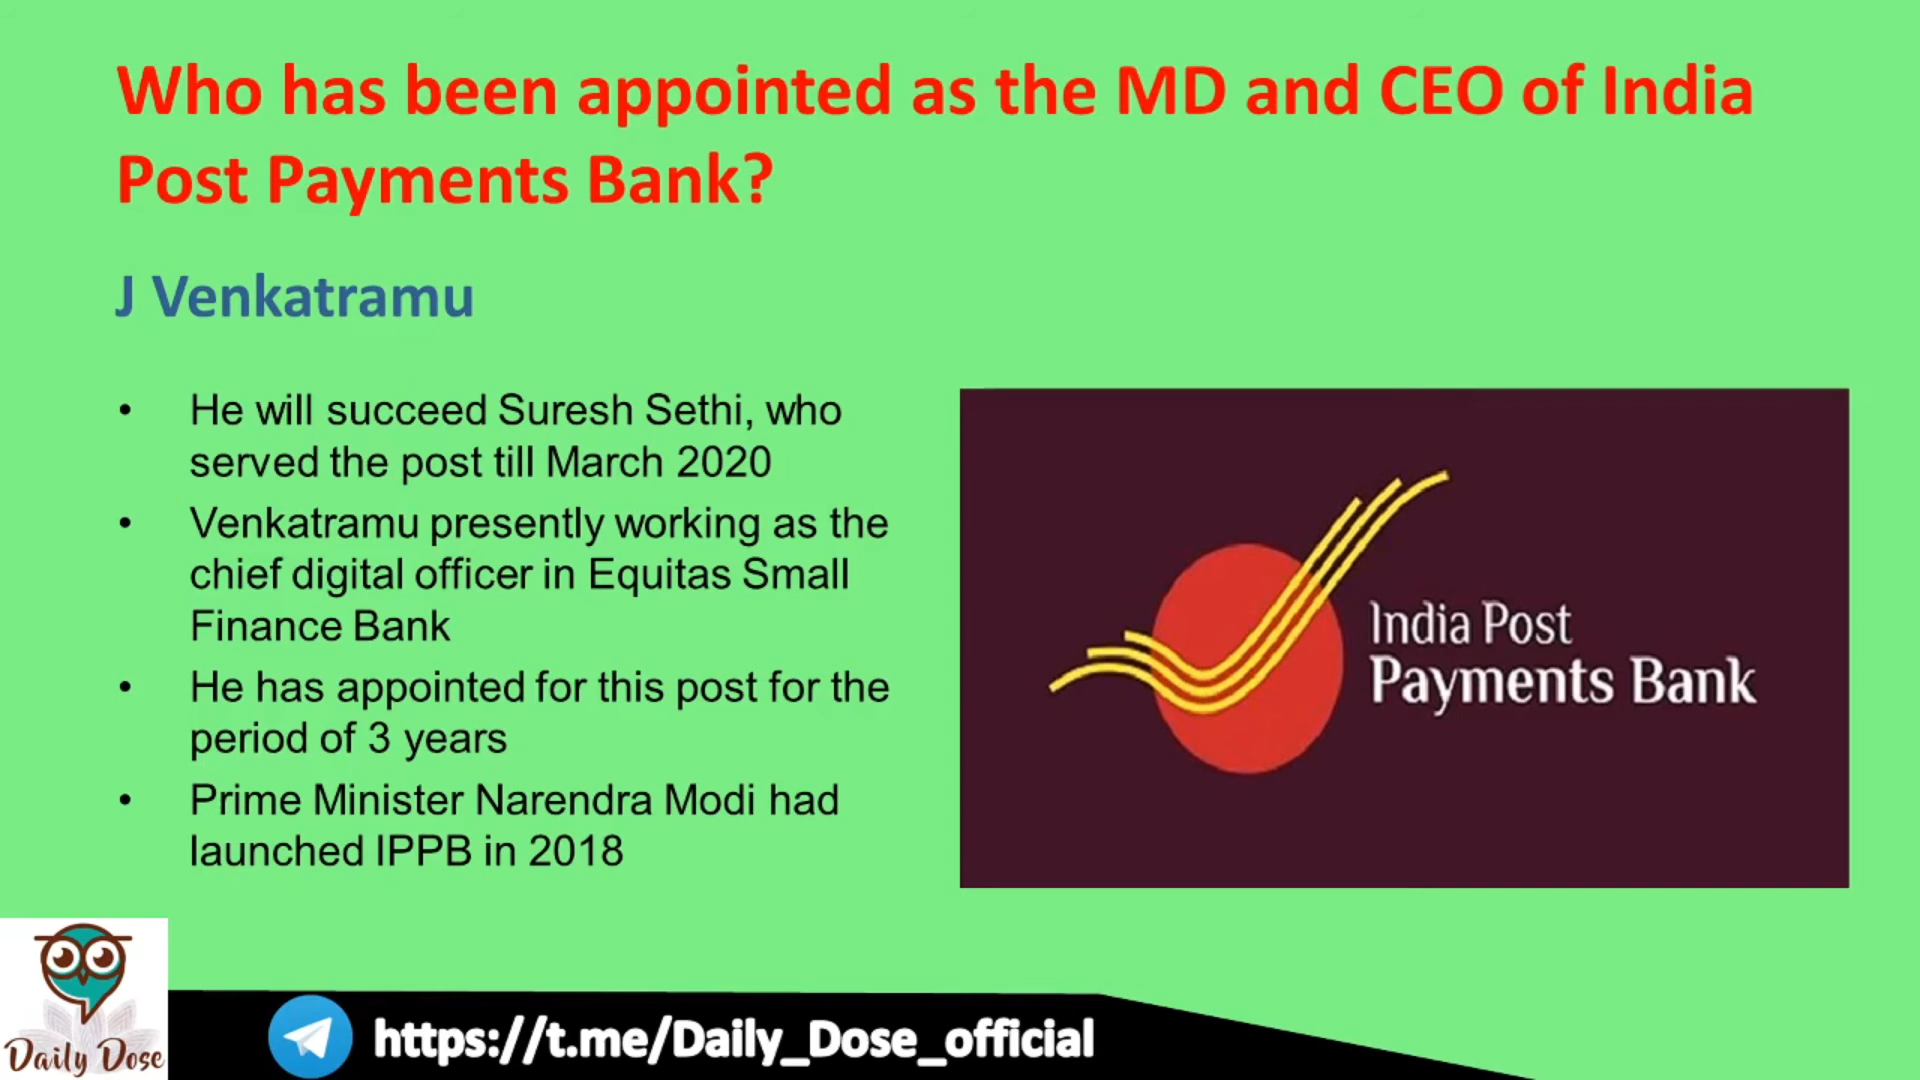 Who has been appointed as the MD and CEO of India
Post Payments Bank?
J Venkatramu
• He will succeed Suresh Sethi, who
served the post till March 2020
• Venkatramu presently working as the
chief digital officer in Equitas Small
Finance Bank
• He has appointed for this post for the
period of 3 years
• Prime Minister Narendra Modi had
launched IPPB in 2018
India Post
Payments Bank
Daily Dose
https://t.me/Daily_Dose_official